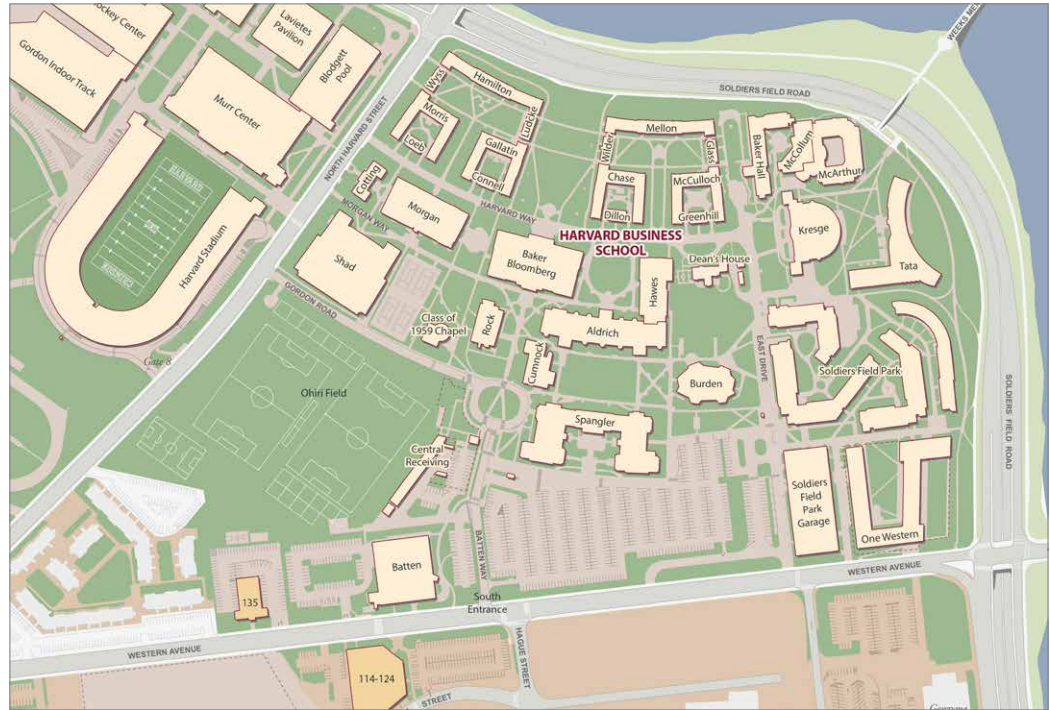 Hockey Center
Gordon Indoor Track
Lavietes
Pavilion
Blodgett
Pool
Murr Center
HARVARD
CRIMSON
Harvard Stadium
NORTH HARVARD STREET
Wyss
Hamilton
Ludcke
Morris
Loeb
Gallatin
Connell
Cotting
MORGAN WAY
Morgan
HARVARD WAY
Shad
GORDON ROAD
Gate 8
Ohiri Field
SOLDIERS FIELD ROAD
Mellon
Wilder
Glass
Chase
Dillon
McCulloch
Greenhill
Baker Hall
McCollum
McArthur
Kresge
Tata
HARVARD BUSINESS
SCHOOL
Dean's House
Baker
Bloomberg
Hawes
Class of
1959 Chapel
Rock
Aldrich
Cumnock
EAST DRIVE
Burden
Soldiers Field Park
SOLDIERS FIELD ROAD
Spangler
Central
Receiving
Soldiers
Field
Park
Garage
One Western
Batten
BATTEN WAY
South
Entrance
WESTERN AVENUE
135
WESTERN AVENUE
HAGUE STREET
114-124
STREET